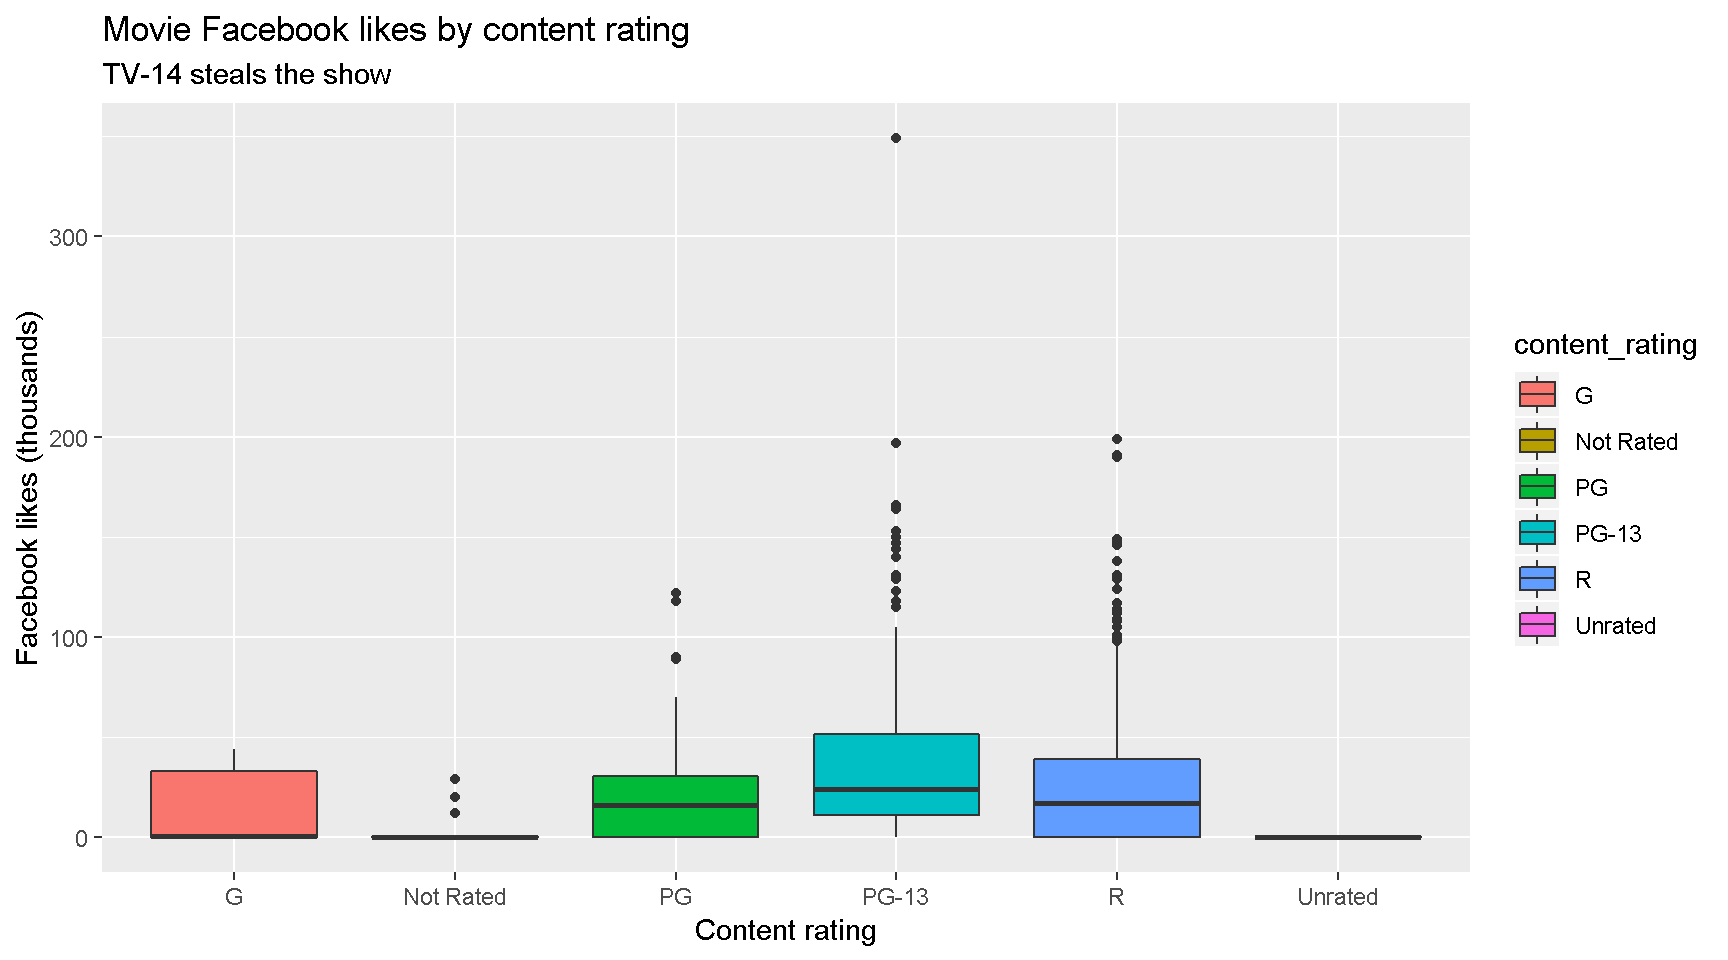 Movie Facebook likes by content rating
TV-14 steals the show
Facebook likes (thousands)
300
200
100
0
G Not Rated PG PG-13 R Unrated
Content rating
content_rating
G
Not Rated
PG
PG-13
R
Unrated